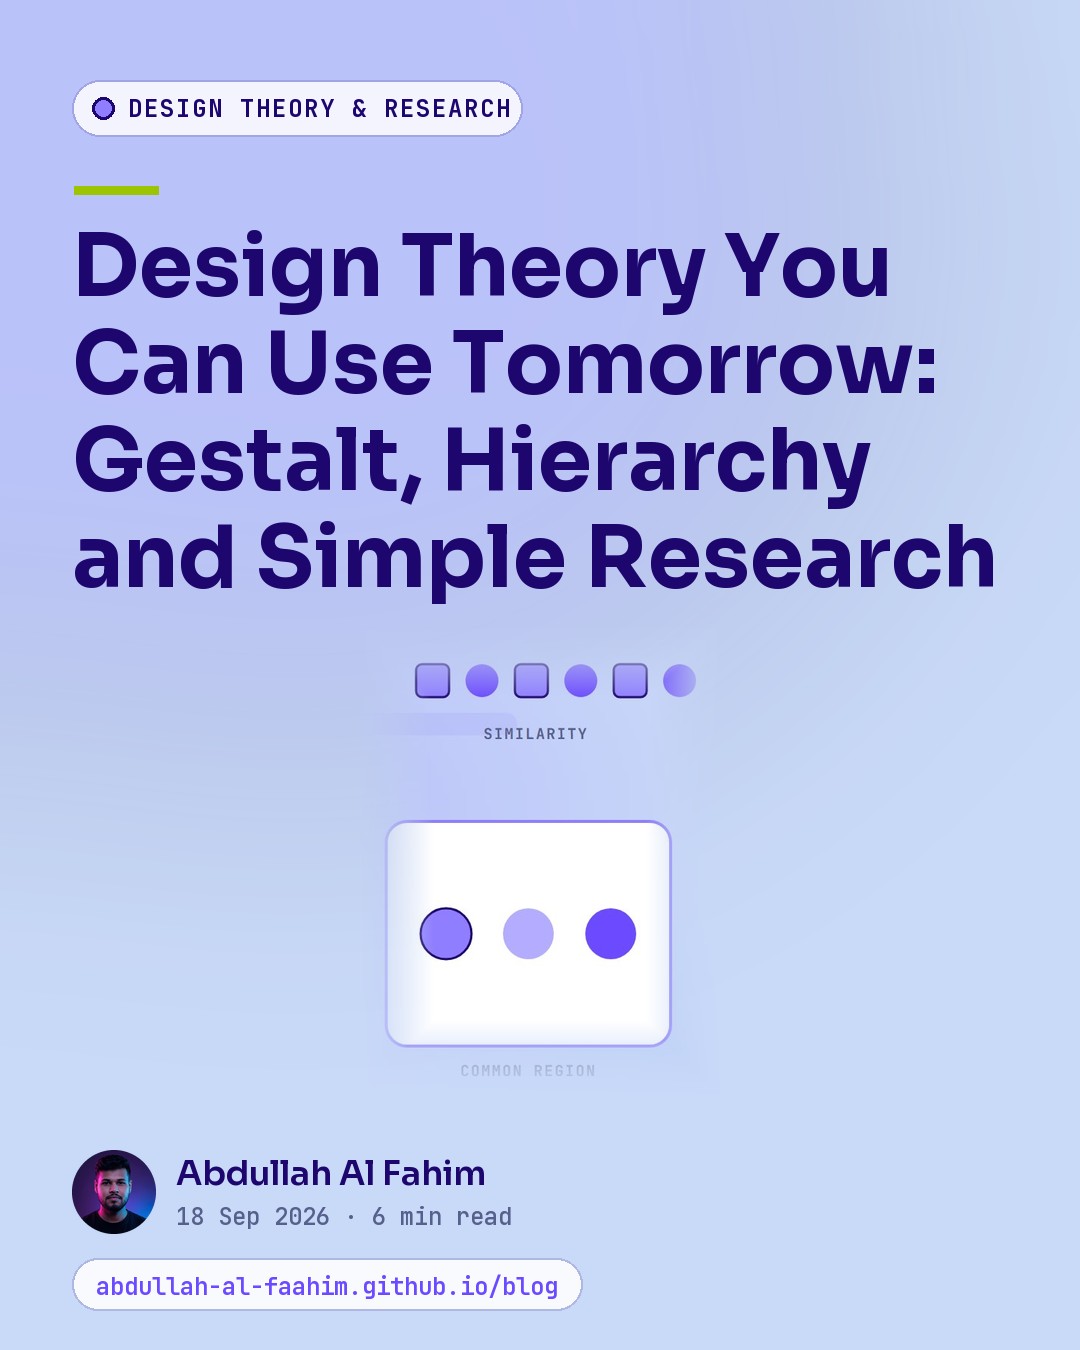 DESIGN THEORY & RESEARCH
Design Theory You
Can Use Tomorrow:
Gestalt, Hierarchy
and Simple Research
SIMILARITY
COMMON REGION
Abdullah Al Fahim
18 Sep 2026 · 6 min read
abdullah-al-faahim.github.io/blog